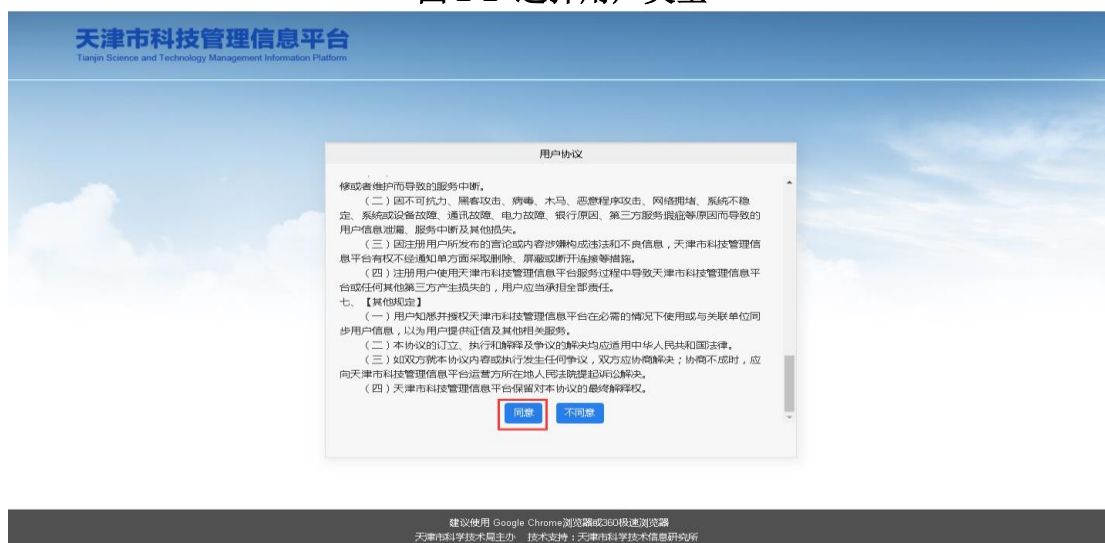 天津市科技管理信息平台
Tianjin Science and Technology Management Information Platform
用户协议
修或者维护而导致的服务中断。
（二）因不可抗力、黑客攻击、病毒、木马、恶意程序攻击、网络拥堵、系统不稳
定、系统或设备故障、通讯故障、电力故障、银行原因、第三方服务瑕疵等原因而导致的
用户信息泄漏、服务中断及其他损失。
（三）因注册用户所发布的言论或内容涉嫌构成违法和不良信息，天津市科技管理信
息平台有权不经通知单方面采取删除、屏蔽或断开连接等措施。
（四）注册用户使用天津市科技管理信息平台服务过程中导致天津市科技管理信息平
台或任何其他第三方产生损失的，用户应当承担全部责任。
七、【其他规定】
（一）用户知悉并授权天津市科技管理信息平台在必需的情况下使用或与关联单位同
步用户信息，以为用户提供征信及其他相关服务。
（二）本协议的订立、执行和解释及争议的解决均应适用中华人民共和国法律。
（三）如双方就本协议内容或执行发生任何争议，双方应协商解决；协商不成时，应
向天津市科技管理信息平台运营方所在地人民法院提起诉讼解决。
（四）天津市科技管理信息平台保留对本协议的最终解释权。
同意 不同意
建议使用 Google Chrome浏览器或360极速浏览器
天津市科学技术局主办 技术支持：天津市科学技术信息研究所